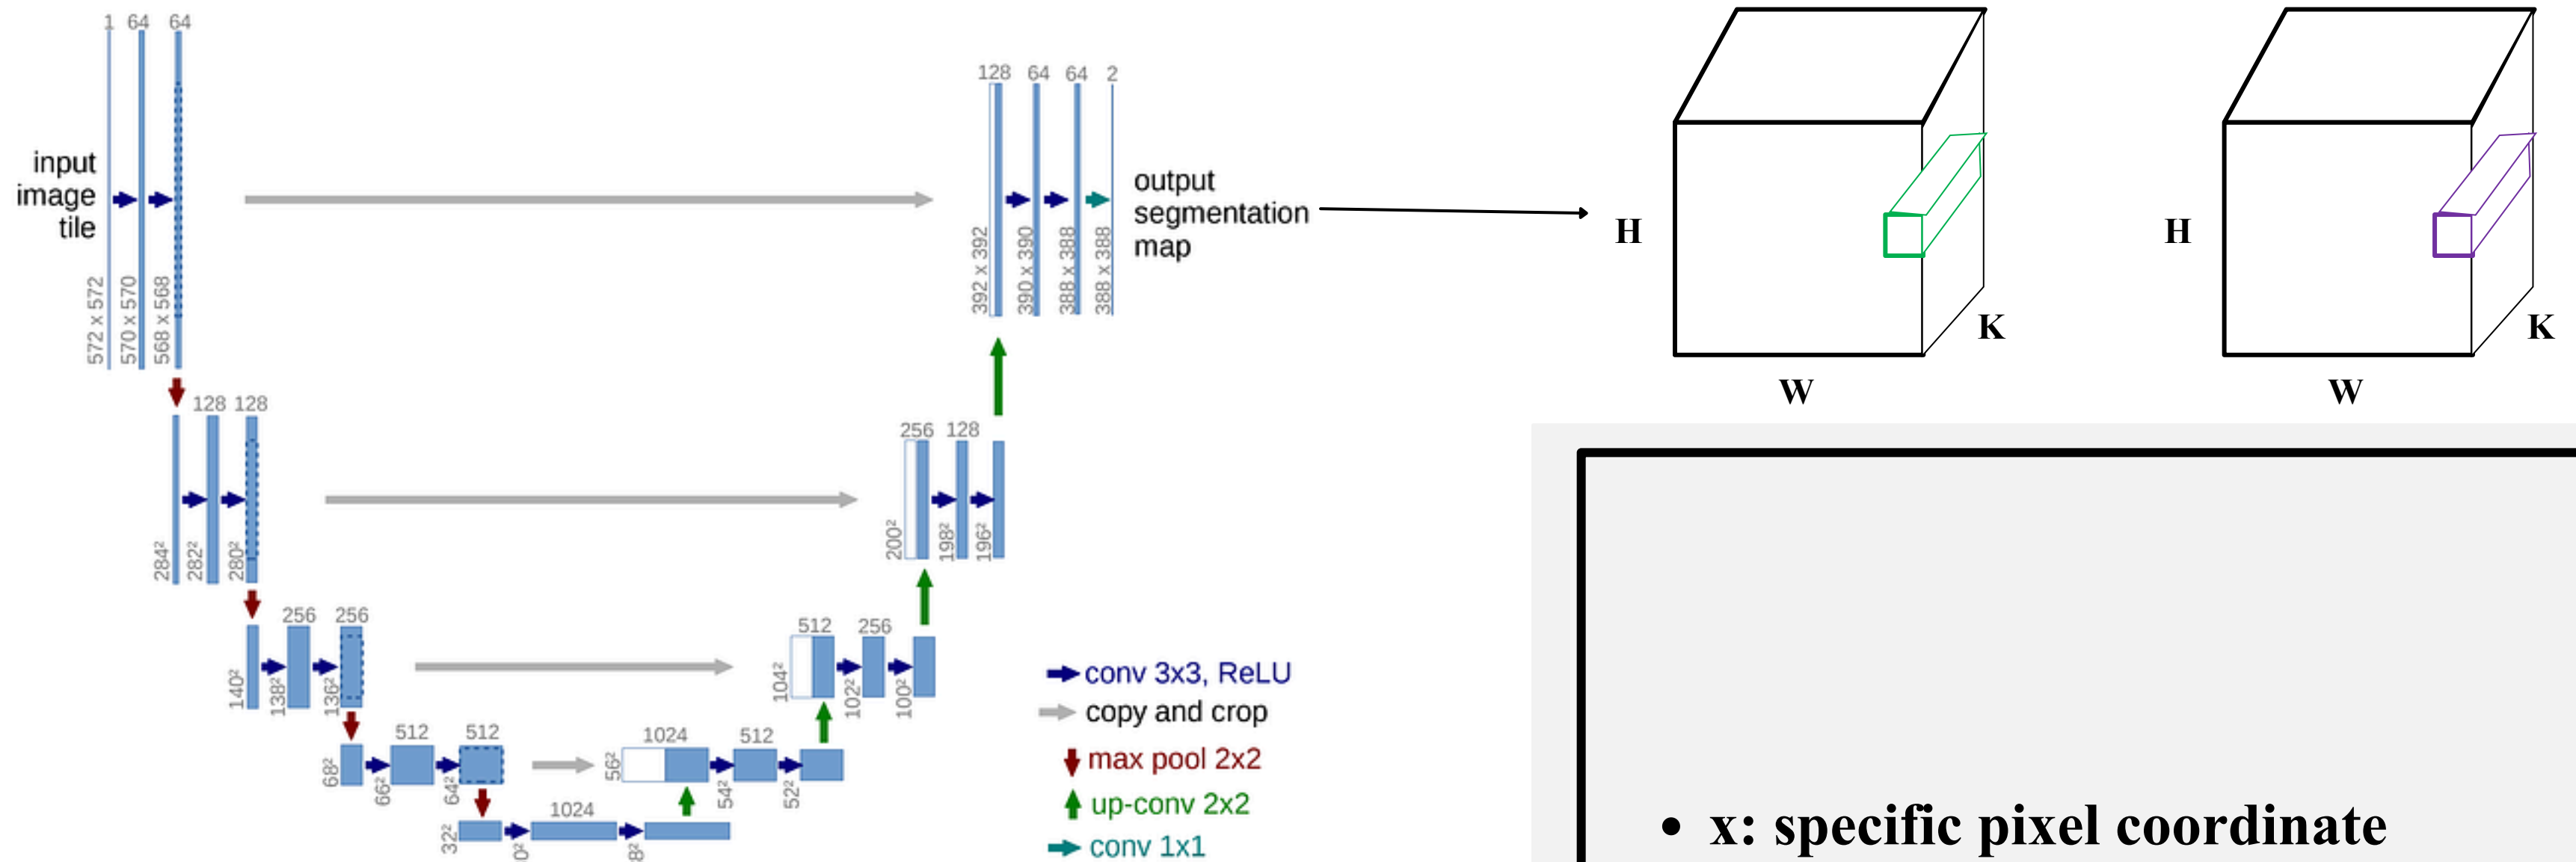 1 64 64
input
image
tile
572 x 572
570 x 570
568 x 568
128 64 64 2
392 x 392
390 x 390
388 x 388
388 x 388
output
segmentation
map
H
W
K
H
W
K
128 128
284²
282²
280²
256 128
200²
198²
196²
256 256
140²
138²
136²
512 256
104²
102²
100²
512 512
68²
66²
64²
1024 512
56²
54²
52²
1024
32²
conv 3x3, ReLU
copy and crop
max pool 2x2
up-conv 2x2
conv 1x1
• x: specific pixel coordinate